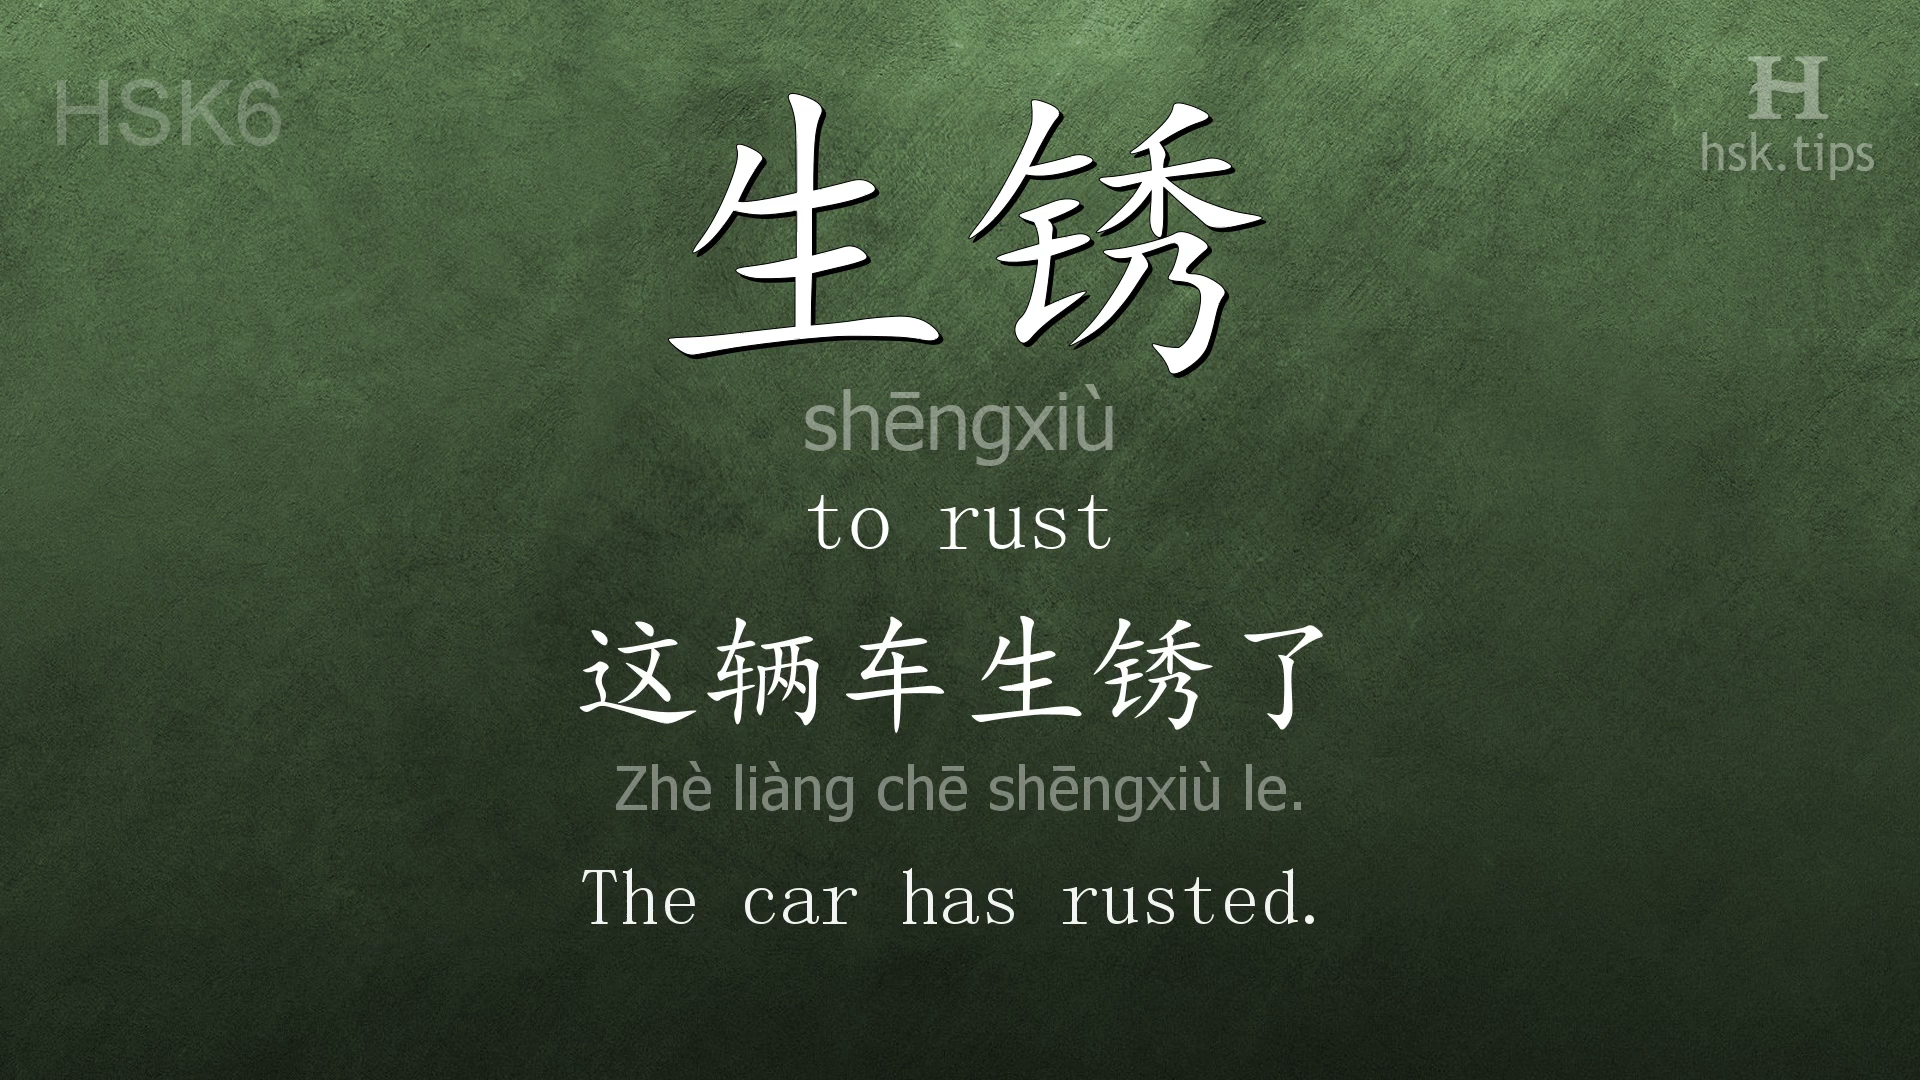 HSK6
H
hsk.tips
生锈
shēngxiù
to rust
这辆车生锈了
Zhè liàng chē shēngxiù le.
The car has rusted.